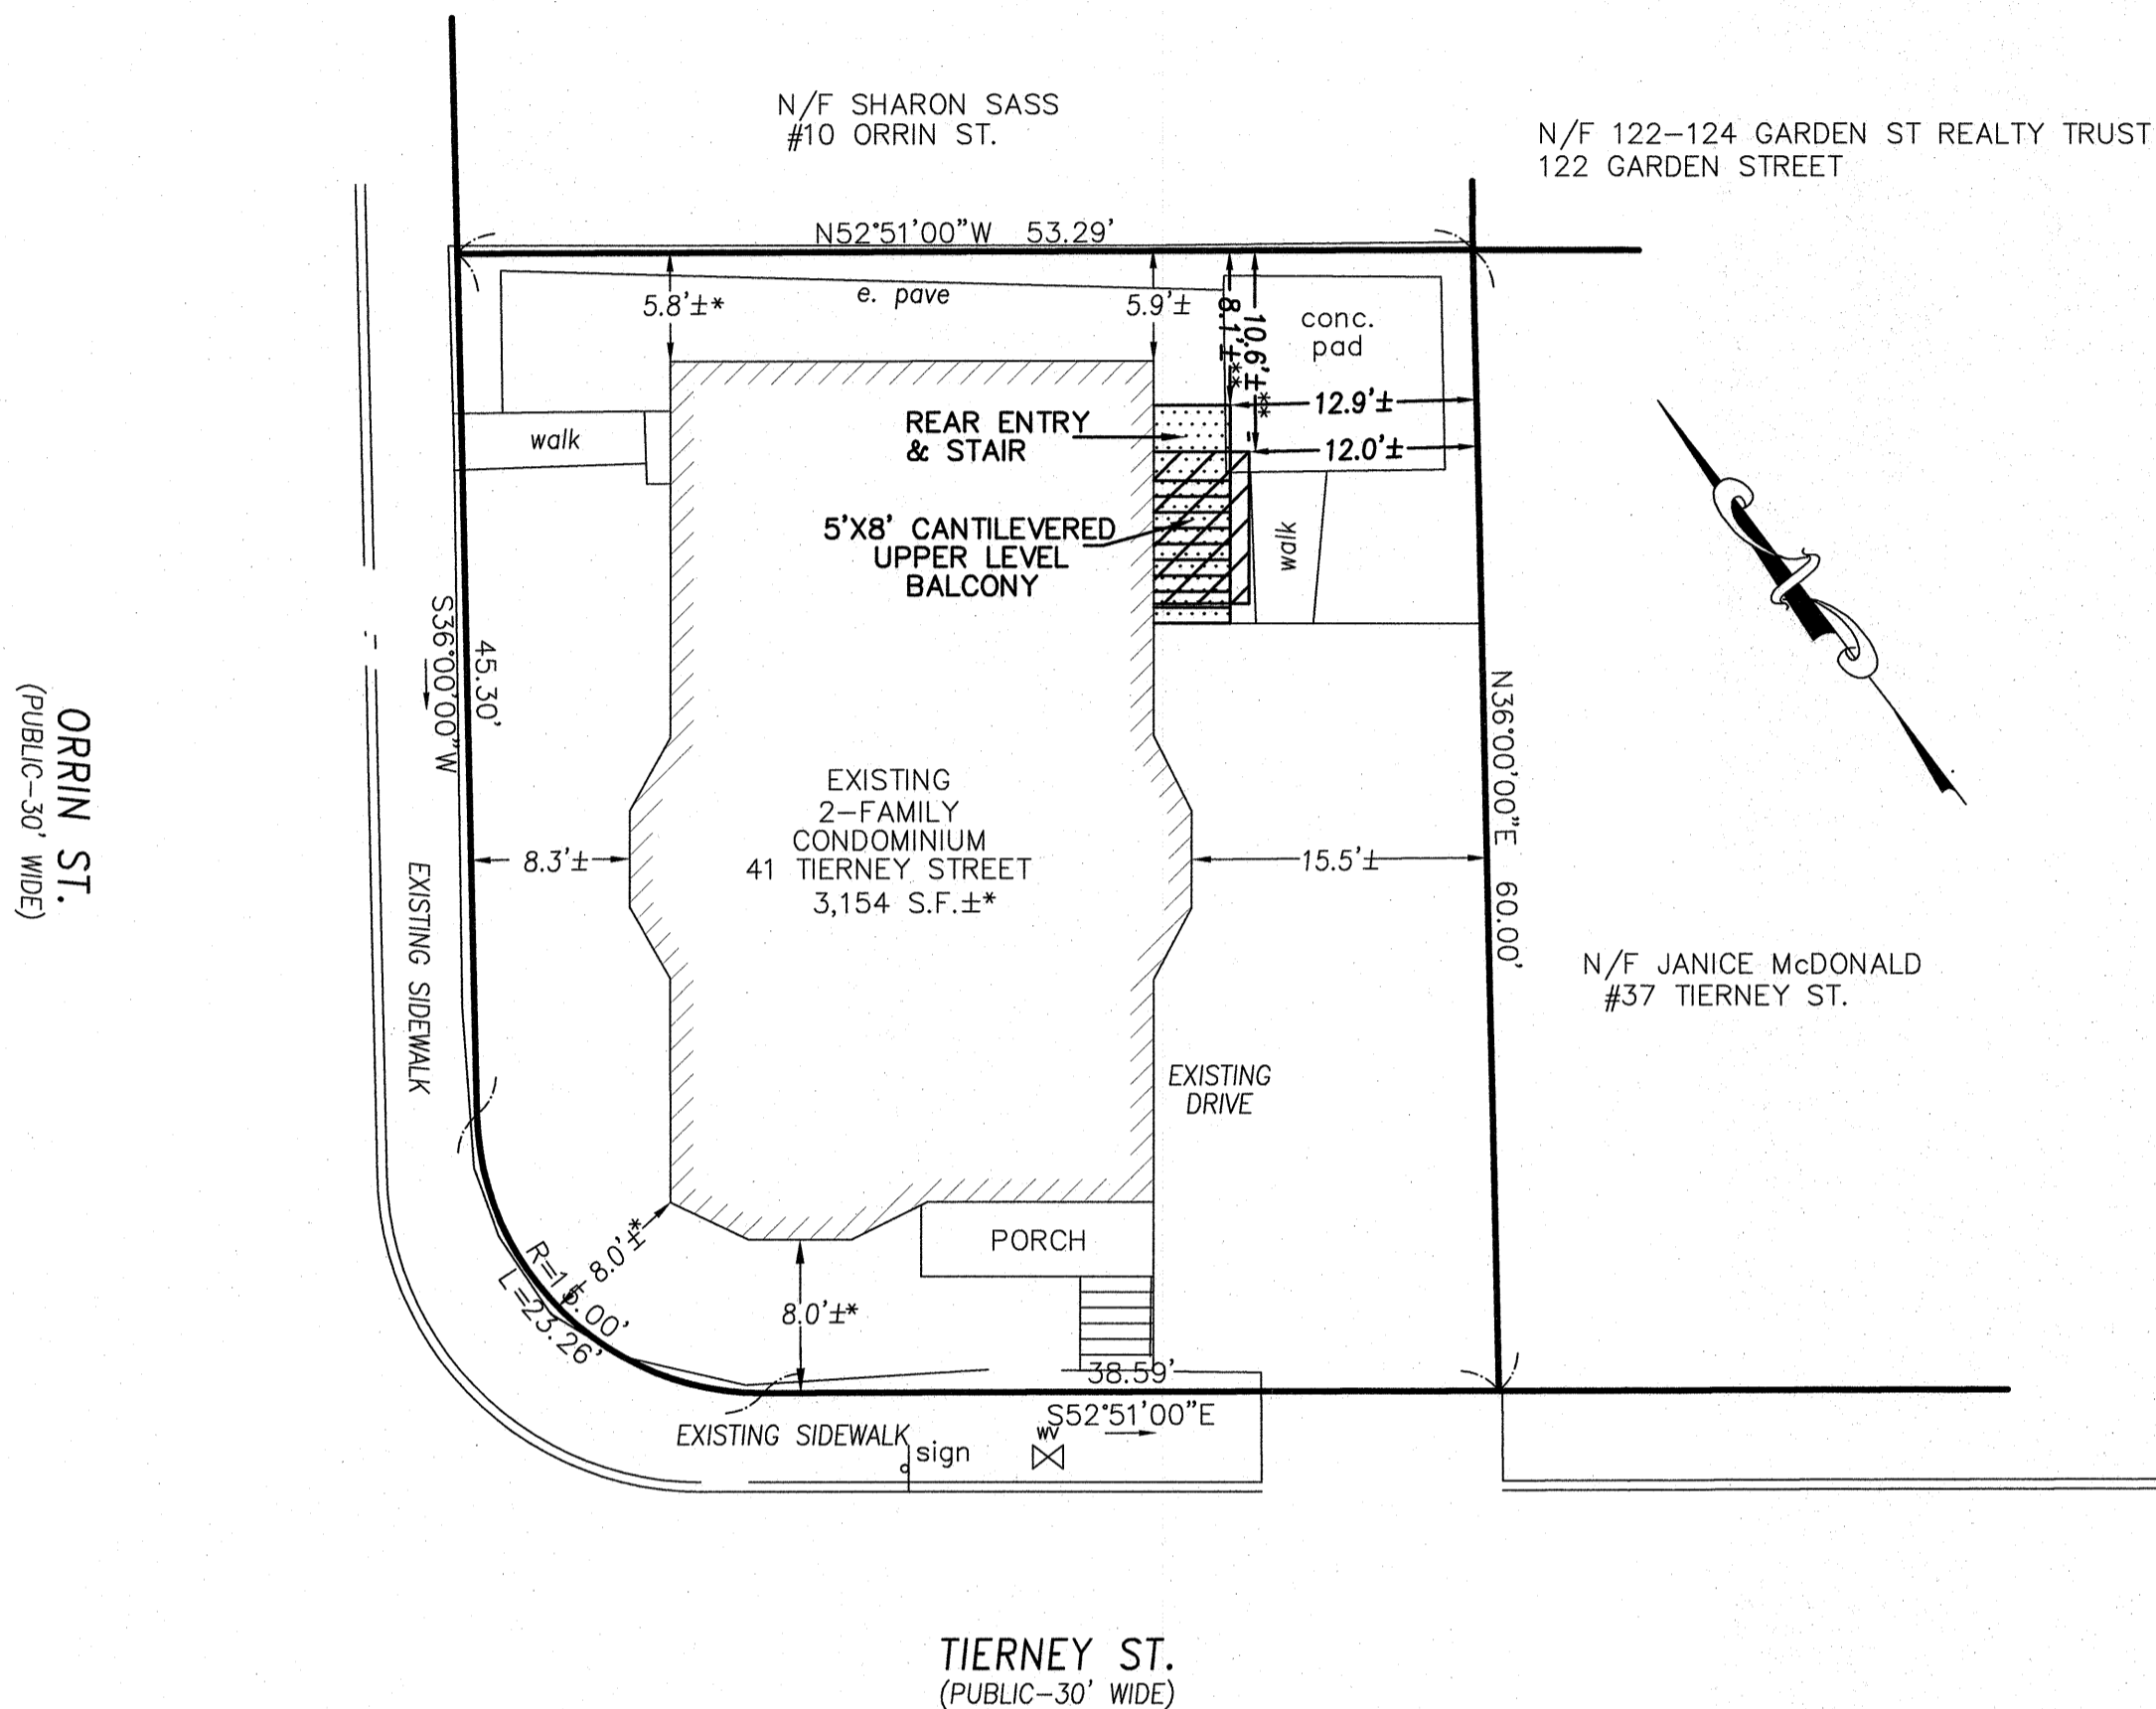 N/F SHARON SASS
#10 ORRIN ST.
N/F 122-124 GARDEN ST REALTY TRUST
122 GARDEN STREET
N52°51'00"W 53.29'
5.8'±*
e. pave
5.9'±
8.1'±**
10.6'±**
conc.
pad
12.9'±
12.0'±
REAR ENTRY
& STAIR
walk
5'X8' CANTILEVERED
UPPER LEVEL
BALCONY
walk
S36°00'00"W
45.30'
N36°00'00"E 60.00'
ORRIN ST.
(PUBLIC-30' WIDE)
EXISTING SIDEWALK
EXISTING
2-FAMILY
CONDOMINIUM
41 TIERNEY STREET
3,154 S.F.±*
8.3'±
15.5'±
N/F JANICE McDONALD
#37 TIERNEY ST.
EXISTING
DRIVE
PORCH
8.0'±*
R=15.00'
L=23.26'
8.0'±*
38.59'
S52°51'00"E
EXISTING SIDEWALK
sign
WV
TIERNEY ST.
(PUBLIC-30' WIDE)